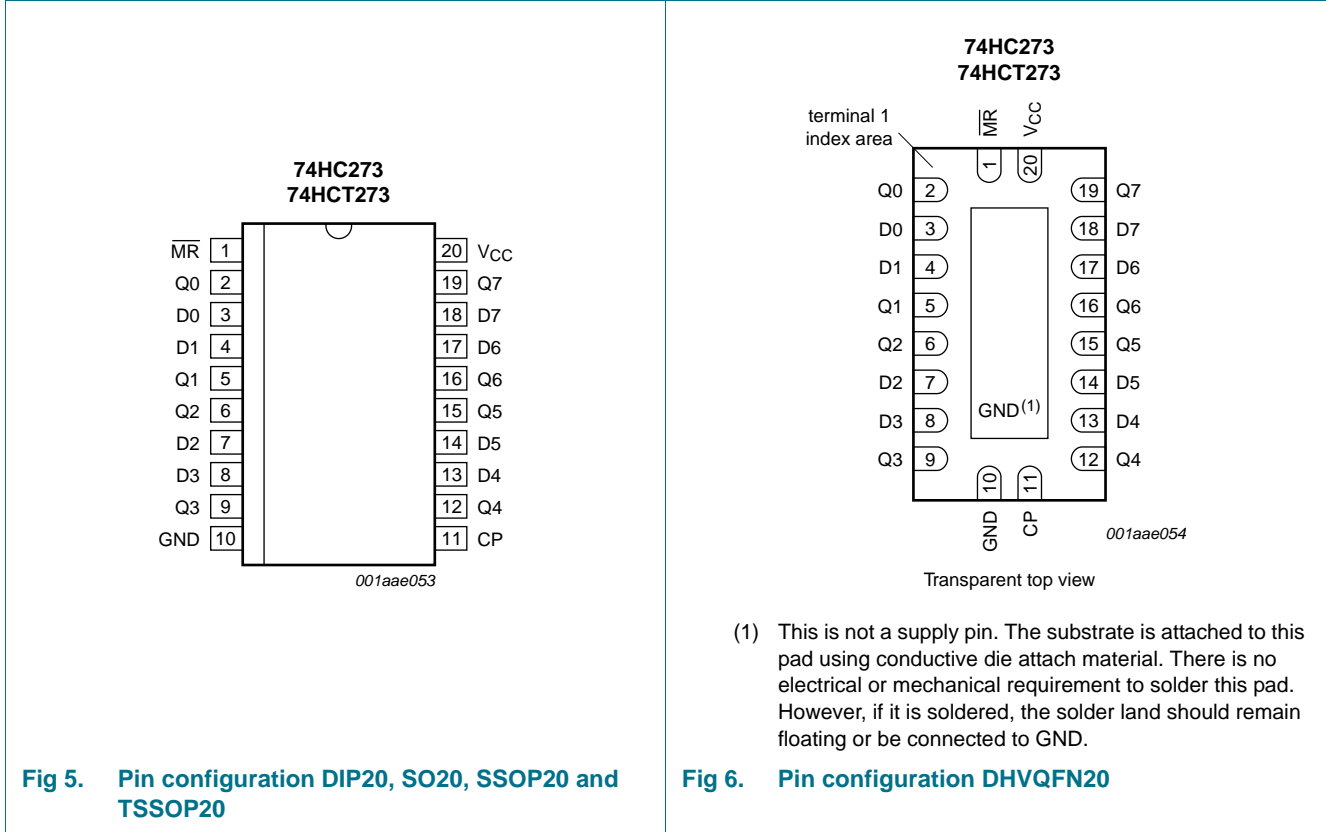 74HC273
74HCT273
MR 1
Q0 2
D0 3
D1 4
Q1 5
Q2 6
D2 7
D3 8
Q3 9
GND 10
20 VCC
19 Q7
18 D7
17 D6
16 Q6
15 Q5
14 D5
13 D4
12 Q4
11 CP
001aae053
Fig 5. Pin configuration DIP20, SO20, SSOP20 and
TSSOP20
74HC273
74HCT273
terminal 1
index area
MR VCC
1 20
Q0 2
D0 3
D1 4
Q1 5
Q2 6
D2 7
D3 8
Q3 9
19 Q7
18 D7
17 D6
16 Q6
15 Q5
14 D5
13 D4
12 Q4
GND(1)
10 11
GND CP
001aae054
Transparent top view
(1) This is not a supply pin. The substrate is attached to this
pad using conductive die attach material. There is no
electrical or mechanical requirement to solder this pad.
However, if it is soldered, the solder land should remain
floating or be connected to GND.
Fig 6. Pin configuration DHVQFN20